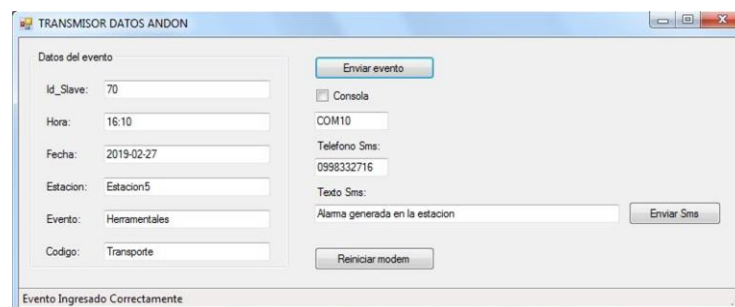 TRANSMISOR DATOS ANDON
Datos del evento
Id_Slave: 70
Hora: 16:10
Fecha: 2019-02-27
Estacion: Estacion5
Evento: Herramentales
Codigo: Transporte
Enviar evento
Consola
COM10
Telefono Sms:
0998332716
Texto Sms:
Alarma generada en la estacion
Enviar Sms
Reiniciar modem
Evento Ingresado Correctamente